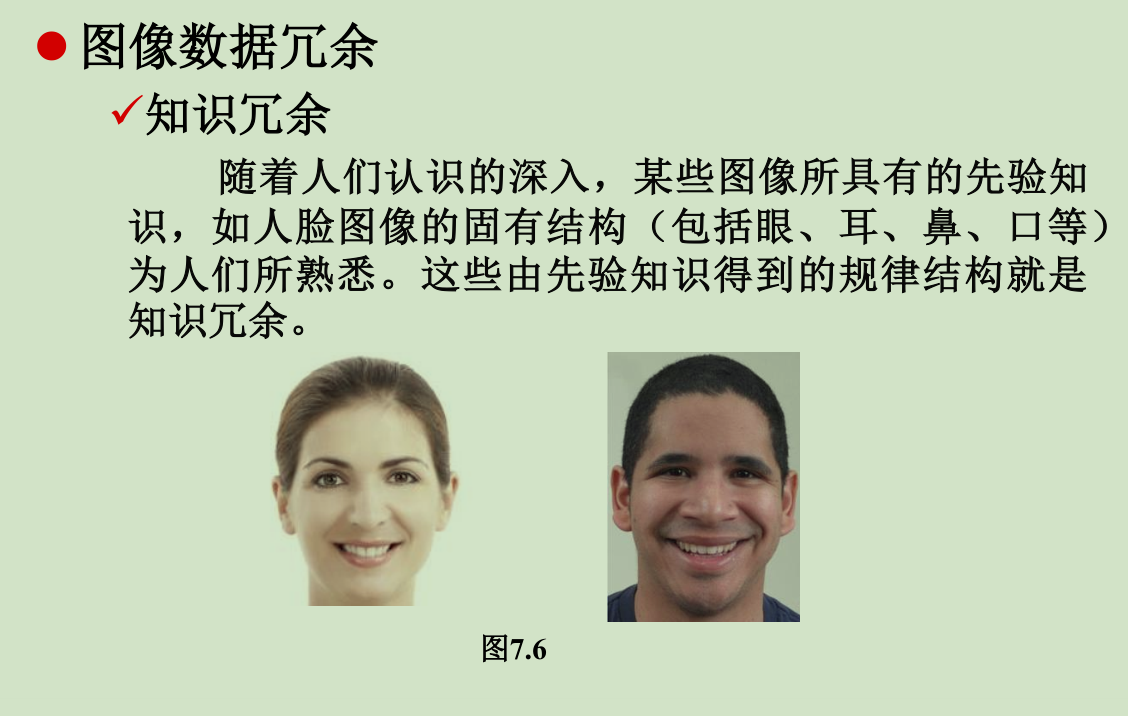 图像数据冗余
知识冗余
随着人们认识的深入，某些图像所具有的先验知
识，如人脸图像的固有结构（包括眼、耳、鼻、口等）
为人们所熟悉。这些由先验知识得到的规律结构就是
知识冗余。
图7.6